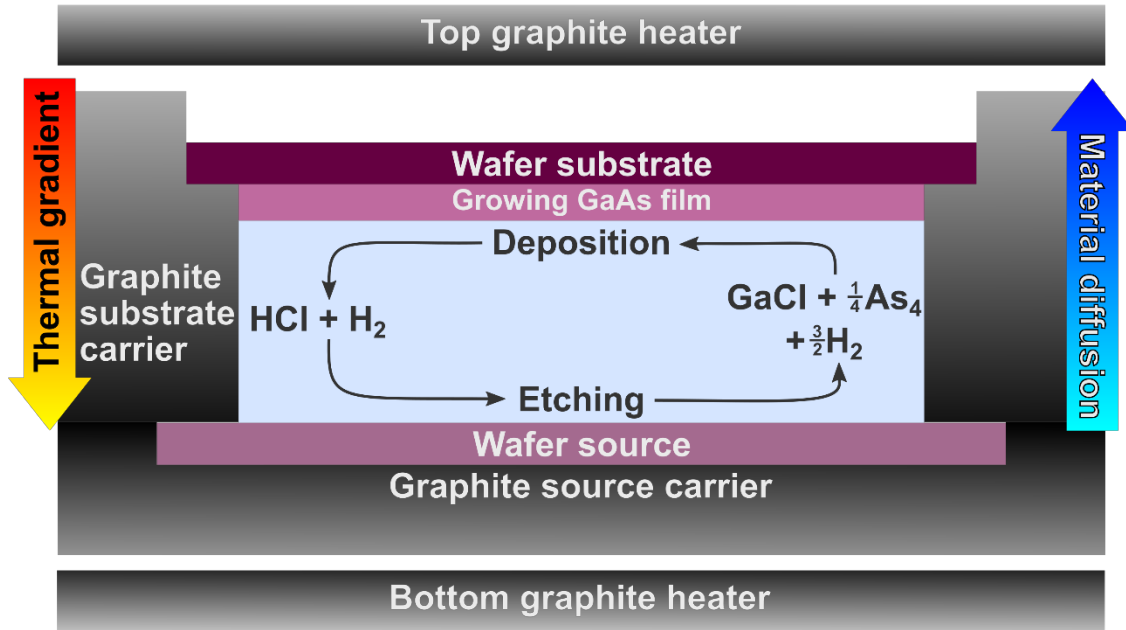 Top graphite heater
Thermal gradient
Material diffusion
Wafer substrate
Growing GaAs film
Deposition
Graphite
substrate
carrier
HCl + H₂
GaCl + ¼As₄
+ 3/2H₂
Etching
Wafer source
Graphite source carrier
Bottom graphite heater